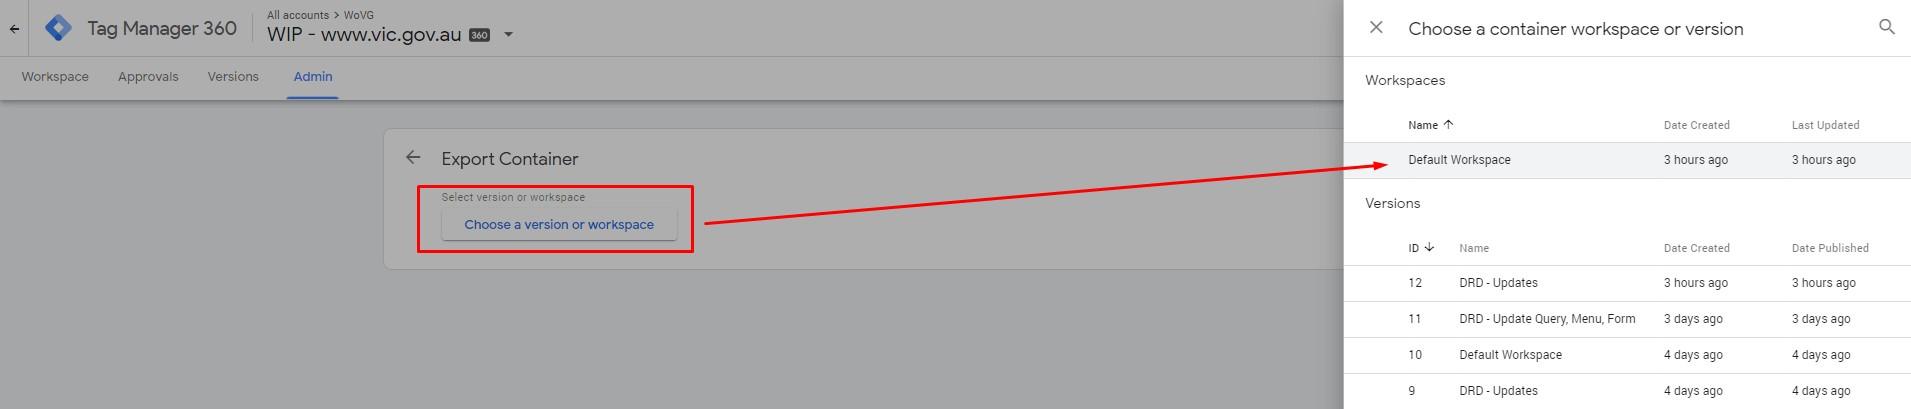 All accounts > WoVG
Tag Manager 360
WIP - www.vic.gov.au 360
Workspace Approvals Versions Admin
Export Container
Select version or workspace
Choose a version or workspace
Choose a container workspace or version
Workspaces
Name Date Created Last Updated
Default Workspace 3 hours ago 3 hours ago
Versions
ID Name Date Created Date Published
12 DRD - Updates 3 hours ago 3 hours ago
11 DRD - Update Query, Menu, Form 3 days ago 3 days ago
10 Default Workspace 4 days ago 4 days ago
9 DRD - Updates 4 days ago 4 days ago